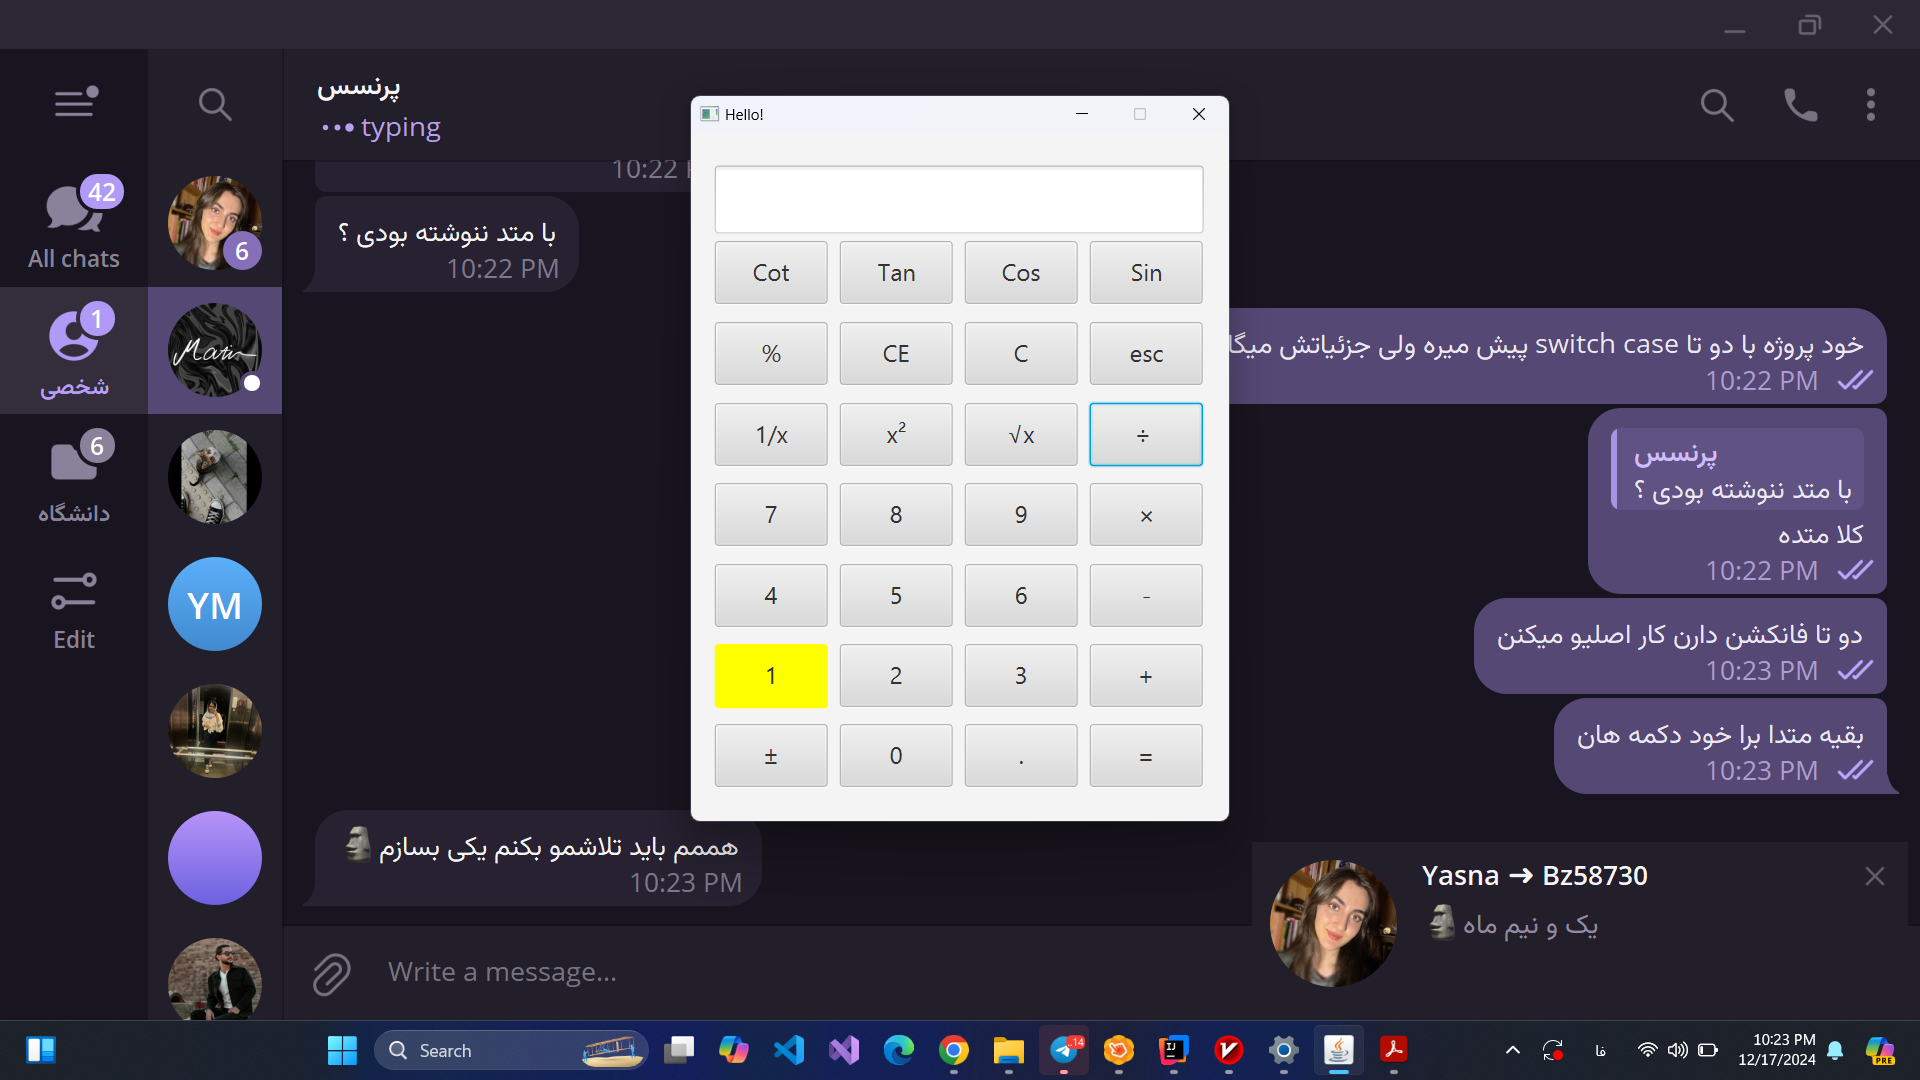 پرنسس
typing
42
All chats
6
1
شخصی
Matin
6
دانشگاه
YM
Edit
10:22
با متد ننوشته بودی ؟
10:22 PM
خود پروژه با دو تا switch case پیش میره ولی جزئیاتش میگا
10:22 PM
پرنسس
با متد ننوشته بودی ؟
کلا متده
10:22 PM
دو تا فانکشن دارن کار اصلیو میکنن
10:23 PM
بقیه متدا برا خود دکمه هان
10:23 PM
هممم باید تلاشمو بکنم یکی بسازم 🗿
10:23 PM
Write a message...
Hello!
Cot Tan Cos Sin
% CE C esc
1/x x² √x ÷
7 8 9 ×
4 5 6 -
1 2 3 +
± 0 . =
Yasna → Bz58730
یک و نیم ماه 🗿
Search
..14
فا
10:23 PM
12/17/2024
PRE